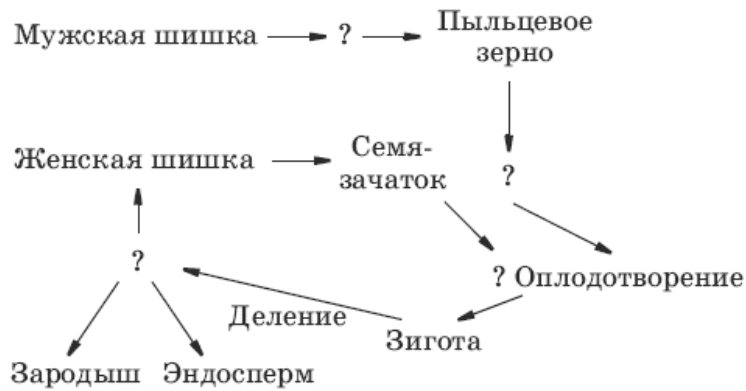 Мужская шишка ? Пыльцевое
зерно
Женская шишка Семя-
зачаток ?
? ? Оплодотворение
Деление
Зигота
Зародыш Эндосперм